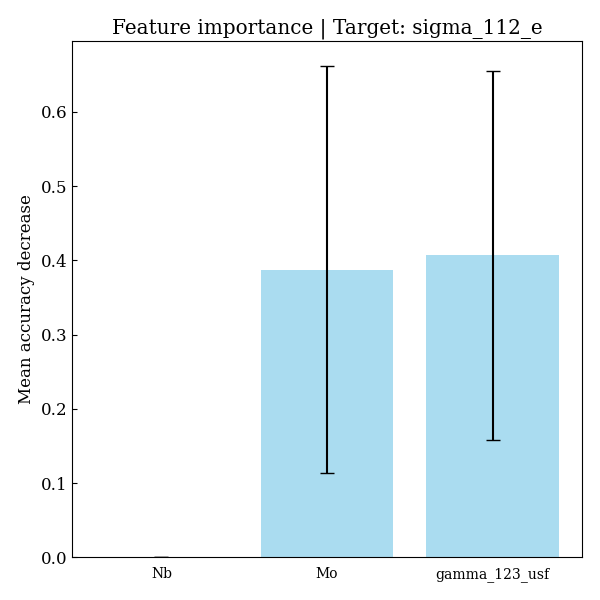 Feature importance | Target: sigma_112_e
Mean accuracy decrease
0.6
0.5
0.4
0.3
0.2
0.1
0.0
Nb Mo gamma_123_usf